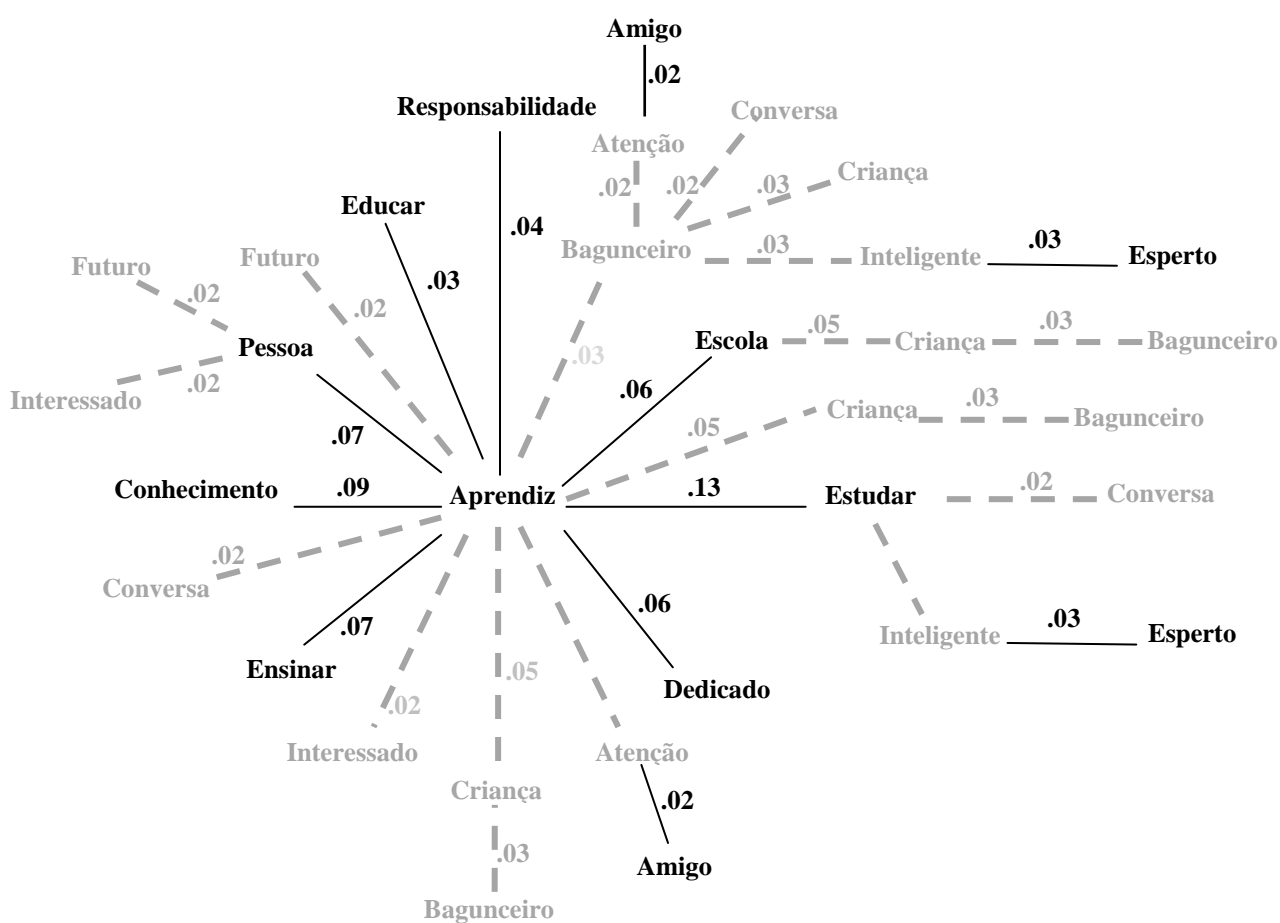 Amigo
.02
Responsabilidade
Conversa
Atenção
Criança
.02
.02
.03
Educar
.04
Bagunceiro
.03
Inteligente
.03
Esperto
Futuro
Futuro
.03
.02
.02
Pessoa
.03
Escola
.05
Criança
.03
Bagunceiro
.02
Interessado
.06
Criança
.03
Bagunceiro
.07
.05
Conhecimento
.09
Aprendiz
.13
Estudar
.02
Conversa
.02
Conversa
.07
.06
Inteligente
.03
Esperto
Ensinar
.05
Dedicado
.02
Interessado
Atenção
Criança
.02
.03
Amigo
Bagunceiro